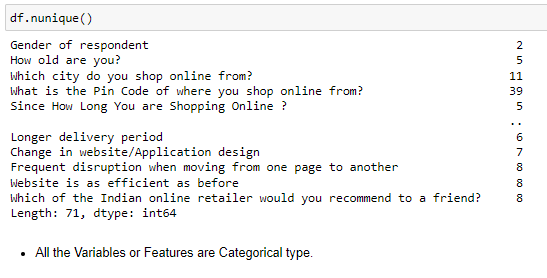 df.nunique()
Gender of respondent 2
How old are you? 5
Which city do you shop online from? 11
What is the Pin Code of where you shop online from? 39
Since How Long You are Shopping Online ? 5
..
Longer delivery period 6
Change in website/Application design 7
Frequent disruption when moving from one page to another 8
Website is as efficient as before 8
Which of the Indian online retailer would you recommend to a friend? 8
Length: 71, dtype: int64
• All the Variables or Features are Categorical type.